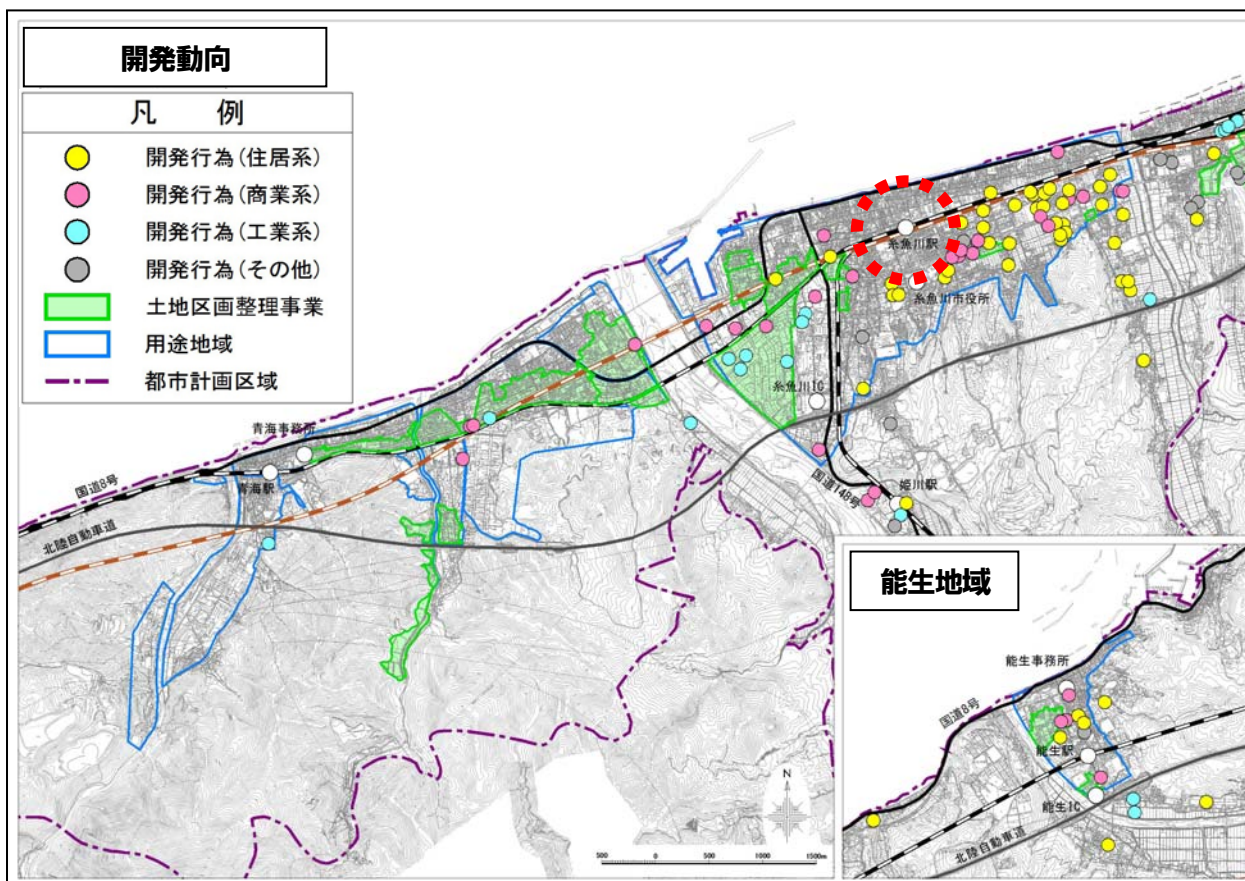 開発動向
凡 例
開発行為(住居系)
開発行為(商業系)
開発行為(工業系)
開発行為(その他)
土地区画整理事業
用途地域
都市計画区域
糸魚川駅
糸魚川市役所
糸魚川IC
青海事務所
国道8号
青海駅
北陸自動車道
国道148号
姫川駅
能生地域
能生事務所
国道8号
能生駅
能生IC
北陸自動車道
N
500 0 500 1000 1500m